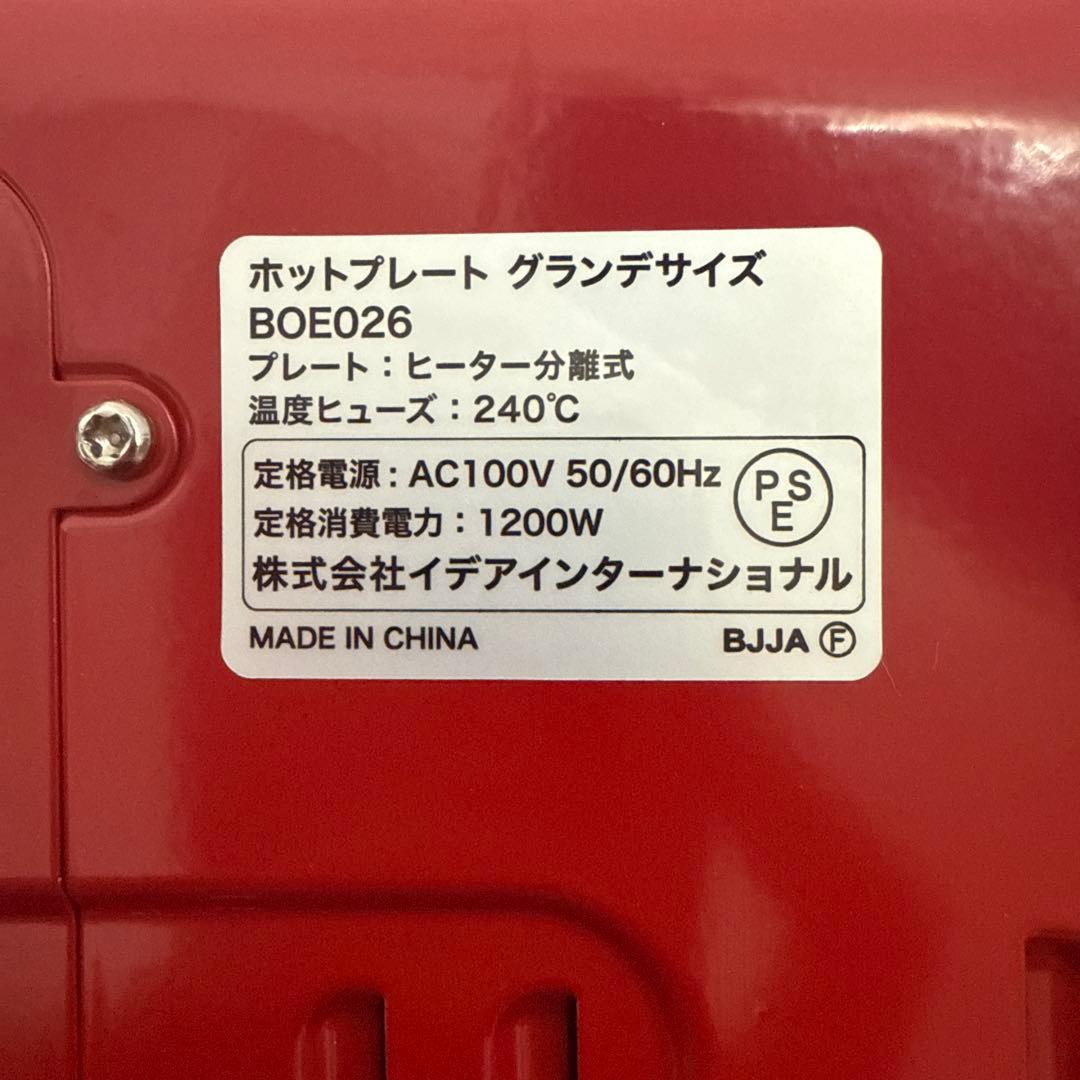 ホットプレート グランデサイズ
BOE026
プレート：ヒーター分離式
温度ヒューズ：240℃
定格電源：AC100V 50/60Hz
PSE
定格消費電力：1200W
株式会社イデアインターナショナル
MADE IN CHINA
BJJA Ⓕ